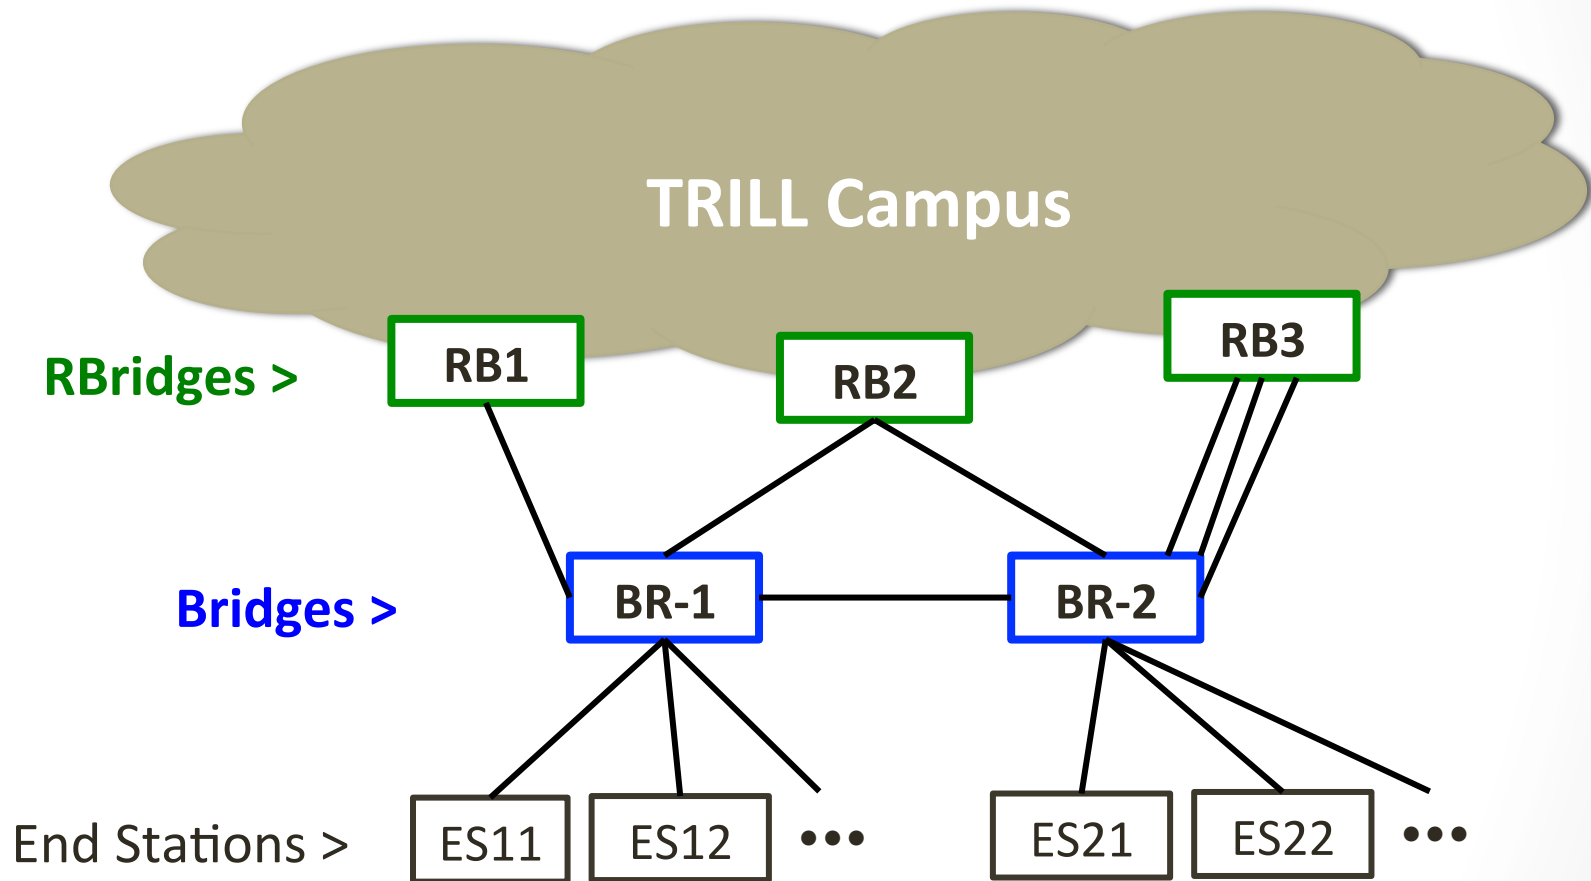 TRILL Campus
RBridges >
RB1
RB2
RB3
Bridges >
BR-1
BR-2
End Stations >
ES11
ES12
•••
ES21
ES22
•••